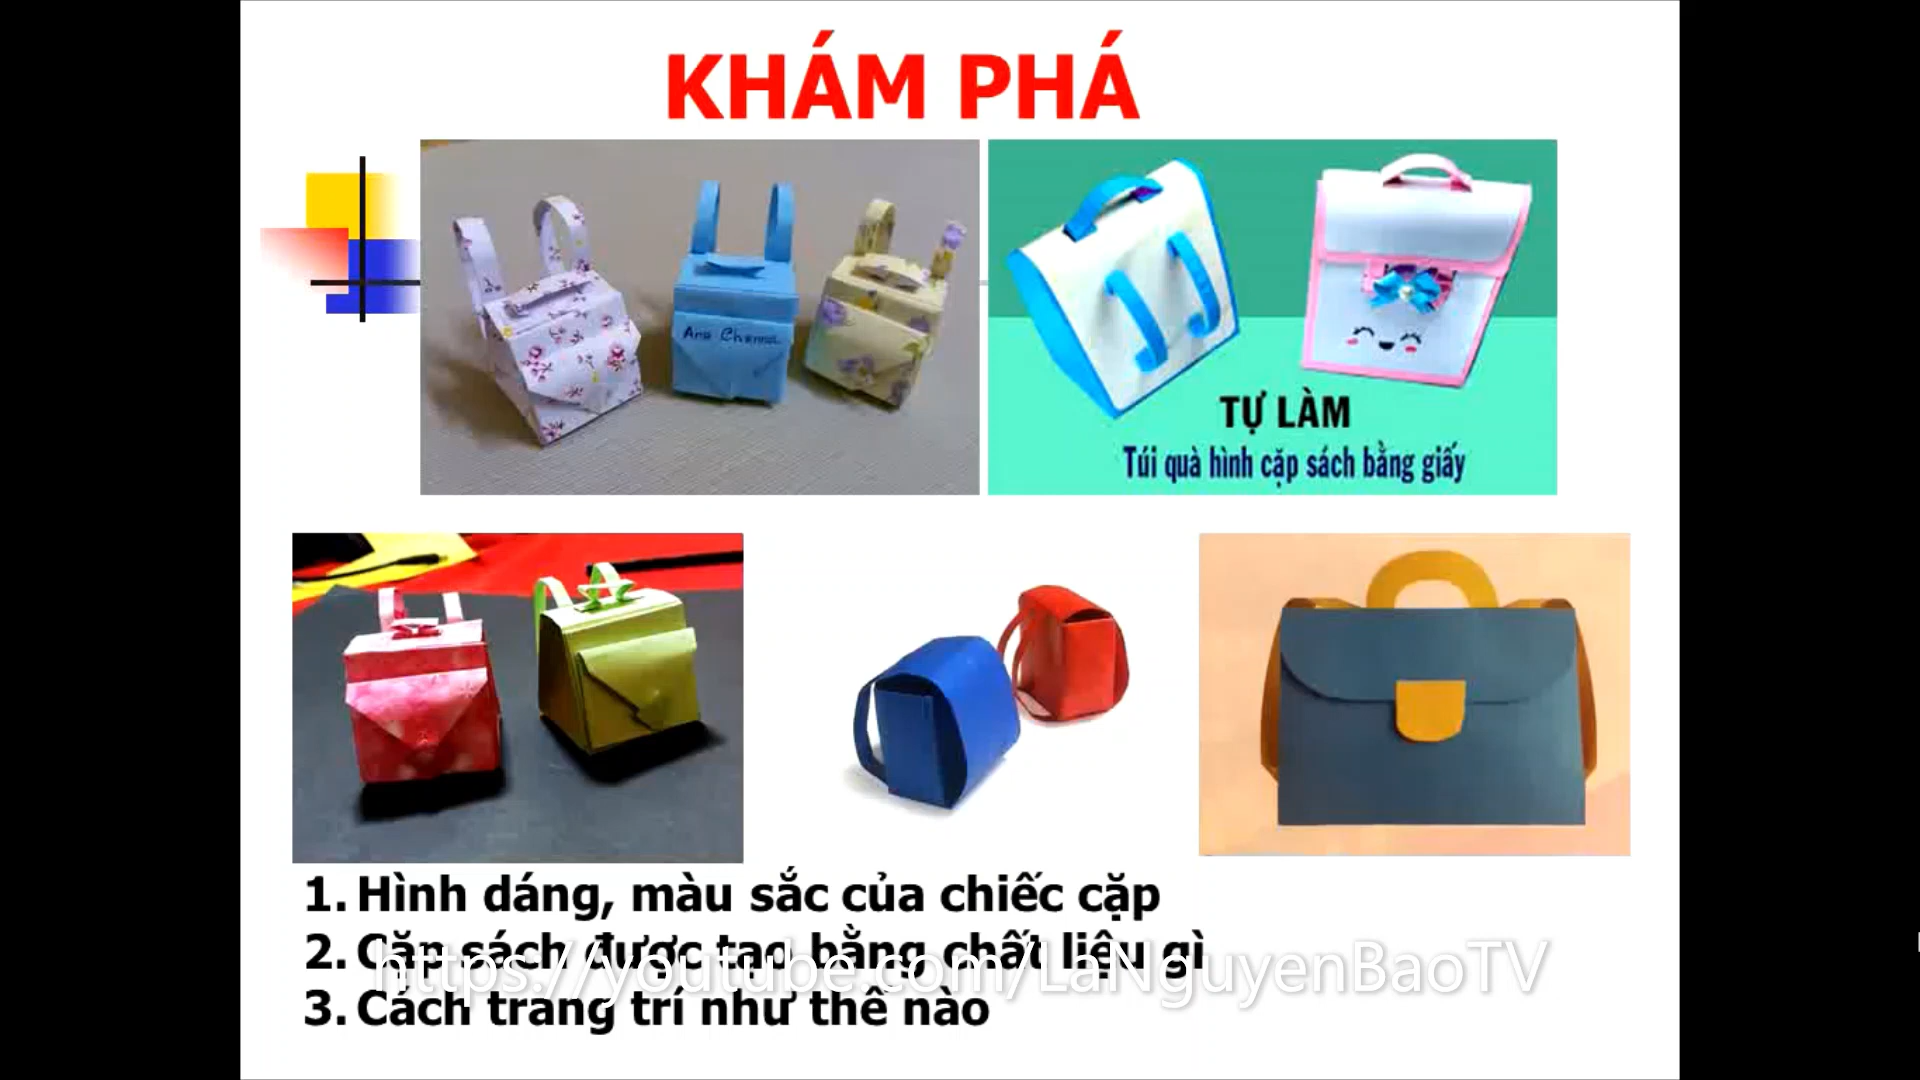 KHÁM PHÁ
Ana Channel
TỰ LÀM
Túi quà hình cặp sách bằng giấy
1. Hình dáng, màu sắc của chiếc cặp
2. Cặp sách được tạo bằng chất liệu gì
https://youtube.com/LaNguyenBaoTV
3. Cách trang trí như thế nào